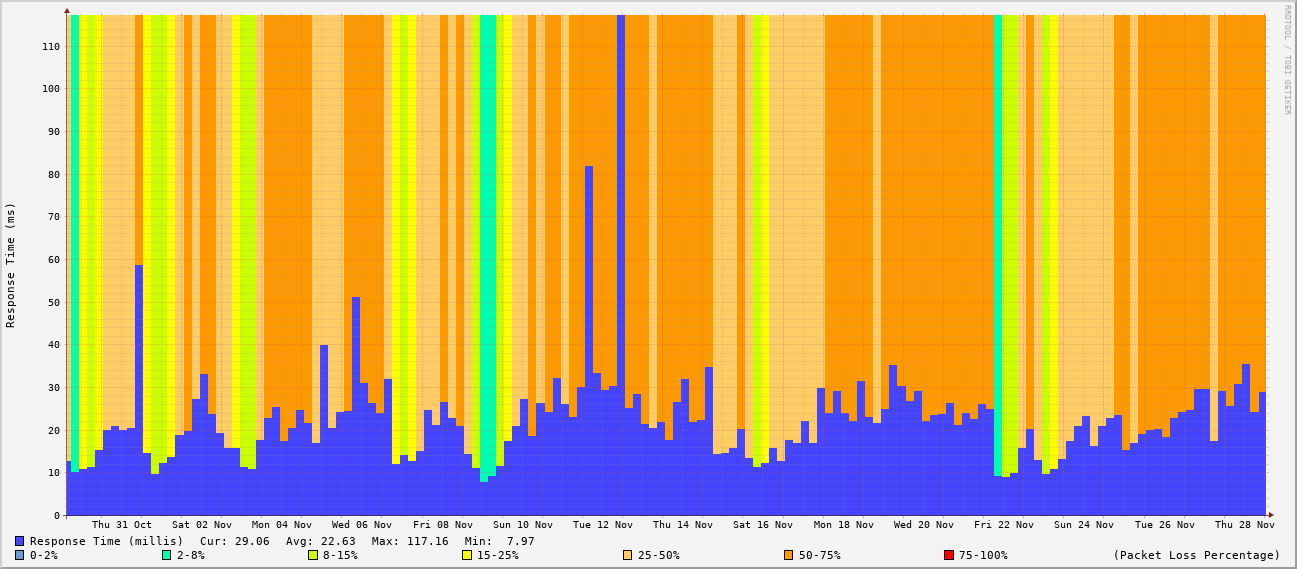 RRDTOOL / TOBI OETIKER
Response Time (ms)
110
100
90
80
70
60
50
40
30
20
10
0
Thu 31 Oct Sat 02 Nov Mon 04 Nov Wed 06 Nov Fri 08 Nov Sun 10 Nov Tue 12 Nov Thu 14 Nov Sat 16 Nov Mon 18 Nov Wed 20 Nov Fri 22 Nov Sun 24 Nov Tue 26 Nov Thu 28 Nov
Response Time (millis) Cur: 29.06 Avg: 22.63 Max: 117.16 Min: 7.97
0-2% 2-8% 8-15% 15-25% 25-50% 50-75% 75-100% (Packet Loss Percentage)